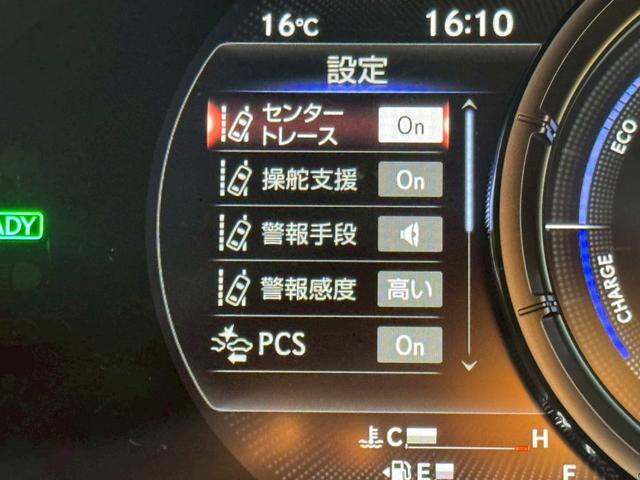 16℃ 16:10
設定
センター
トレース On
操舵支援 On
警報手段
警報感度 高い
PCS On
ECO
CHARGE
C H
E F